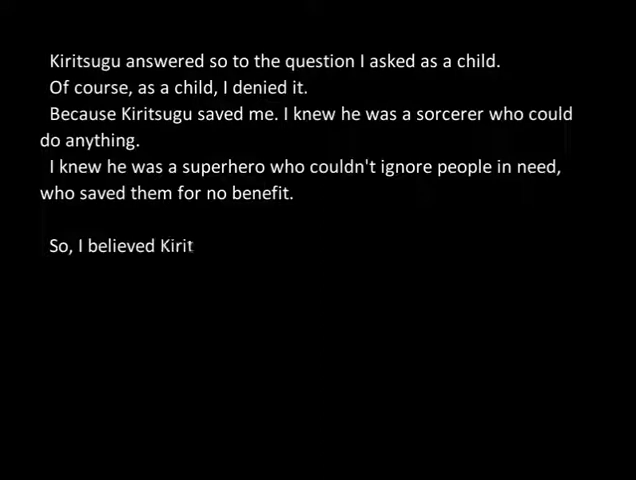 Kiritsugu answered so to the question I asked as a child.
Of course, as a child, I denied it.
Because Kiritsugu saved me. I knew he was a sorcerer who could
do anything.
I knew he was a superhero who couldn't ignore people in need,
who saved them for no benefit.
So, I believed Kirit